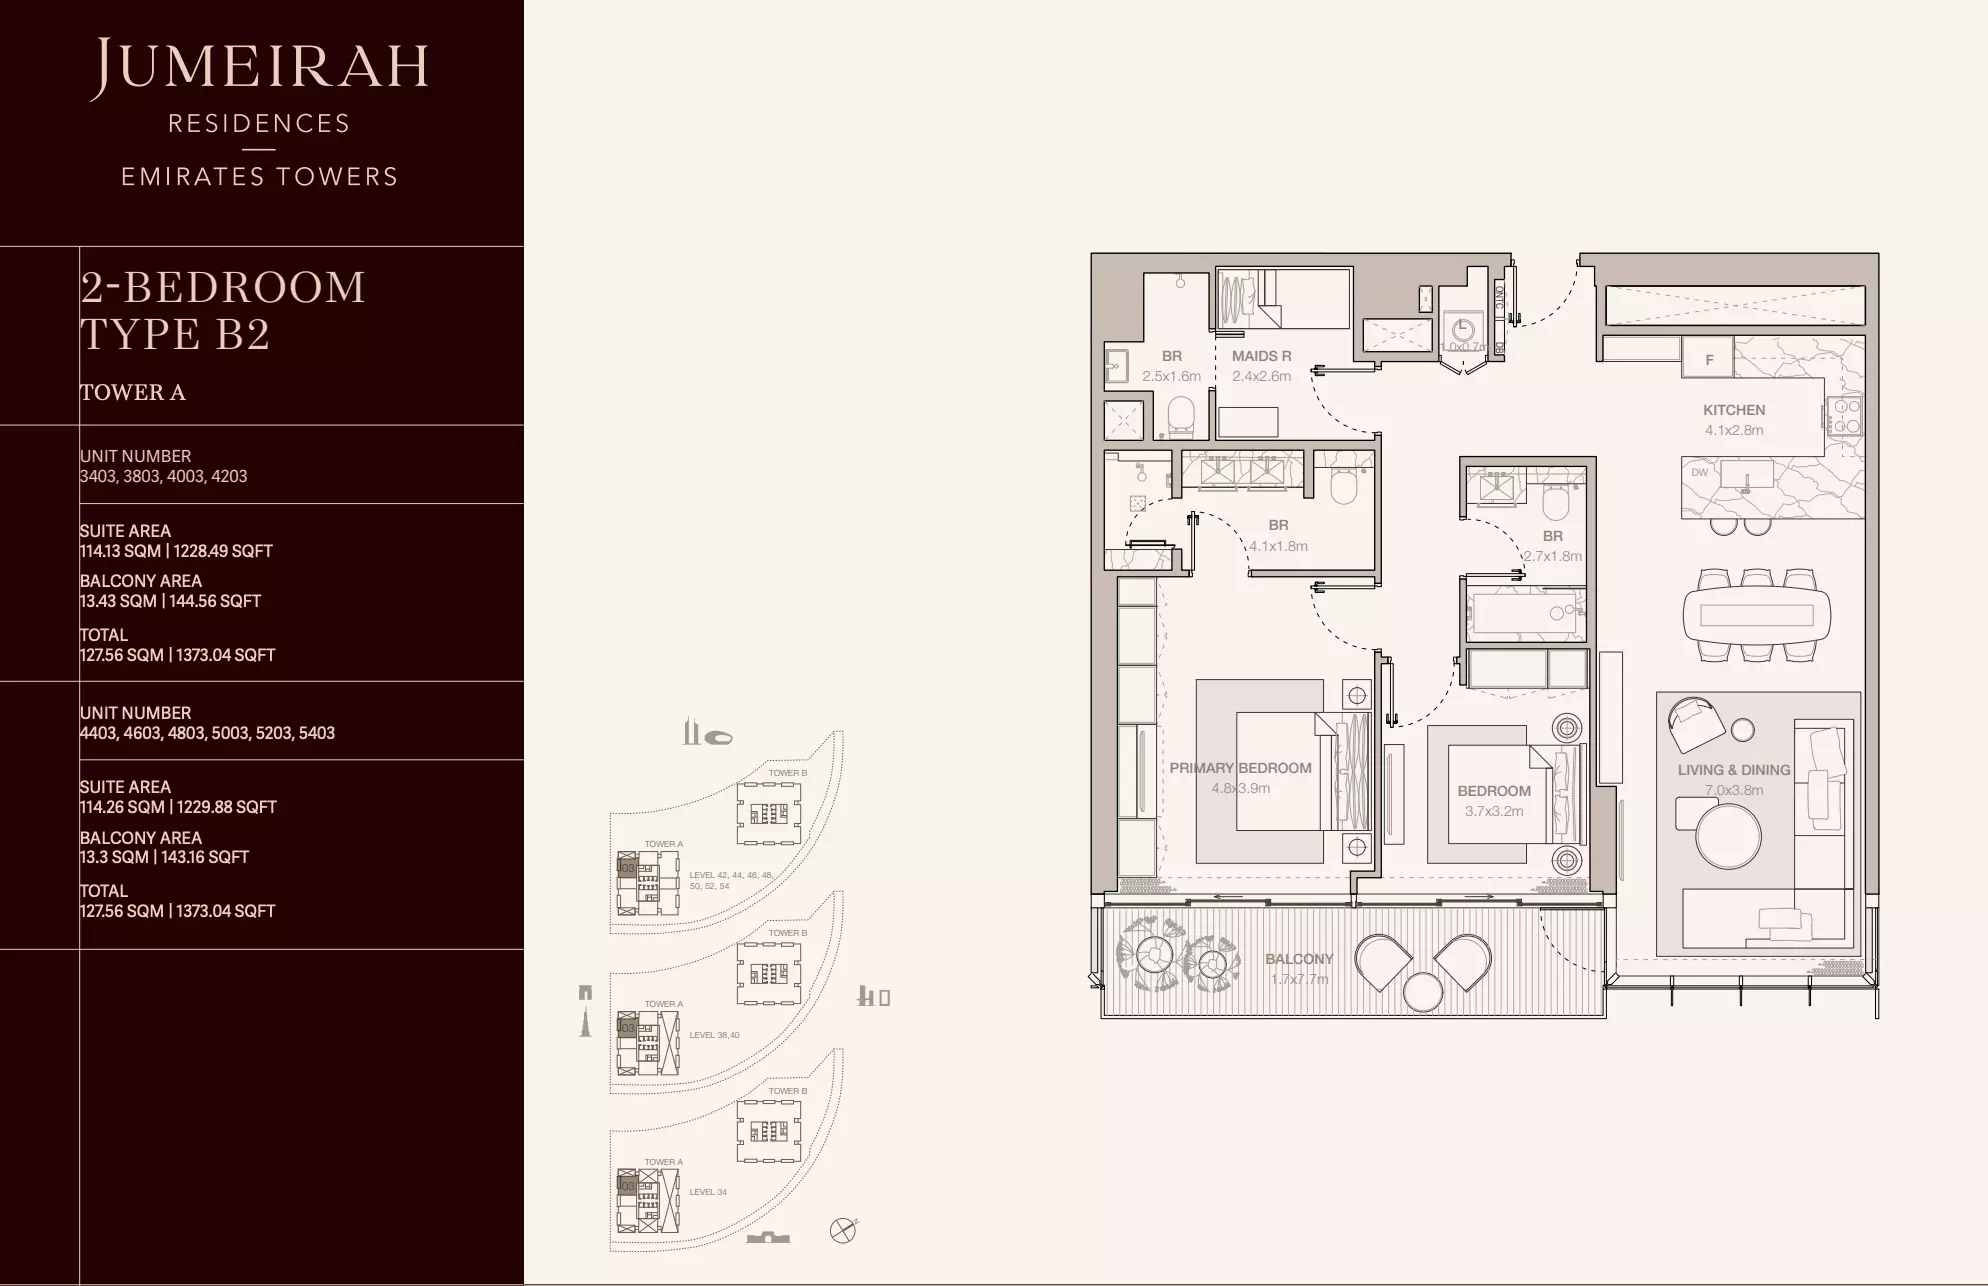 JUMEIRAH
RESIDENCES
EMIRATES TOWERS
2-BEDROOM
TYPE B2
TOWER A
UNIT NUMBER
3403, 3803, 4003, 4203
SUITE AREA
114.13 SQM | 1228.49 SQFT
BALCONY AREA
13.43 SQM | 144.56 SQFT
TOTAL
127.56 SQM | 1373.04 SQFT
UNIT NUMBER
4403, 4603, 4803, 5003, 5203, 5403
SUITE AREA
114.26 SQM | 1229.88 SQFT
BALCONY AREA
13.3 SQM | 143.16 SQFT
TOTAL
127.56 SQM | 1373.04 SQFT
TOWER B
TOWER A
03
LEVEL 42, 44, 46, 48,
50, 52, 54
TOWER B
TOWER A
03
LEVEL 38,40
TOWER B
TOWER A
03
LEVEL 34
N
BR
2.5x1.6m
MAIDS R
2.4x2.6m
L
1.0x0.7m
ONTC
DB
F
KITCHEN
4.1x2.8m
DW
BR
4.1x1.8m
BR
2.7x1.8m
PRIMARY BEDROOM
4.8x3.9m
BEDROOM
3.7x3.2m
LIVING & DINING
7.0x3.8m
BALCONY
1.7x7.7m